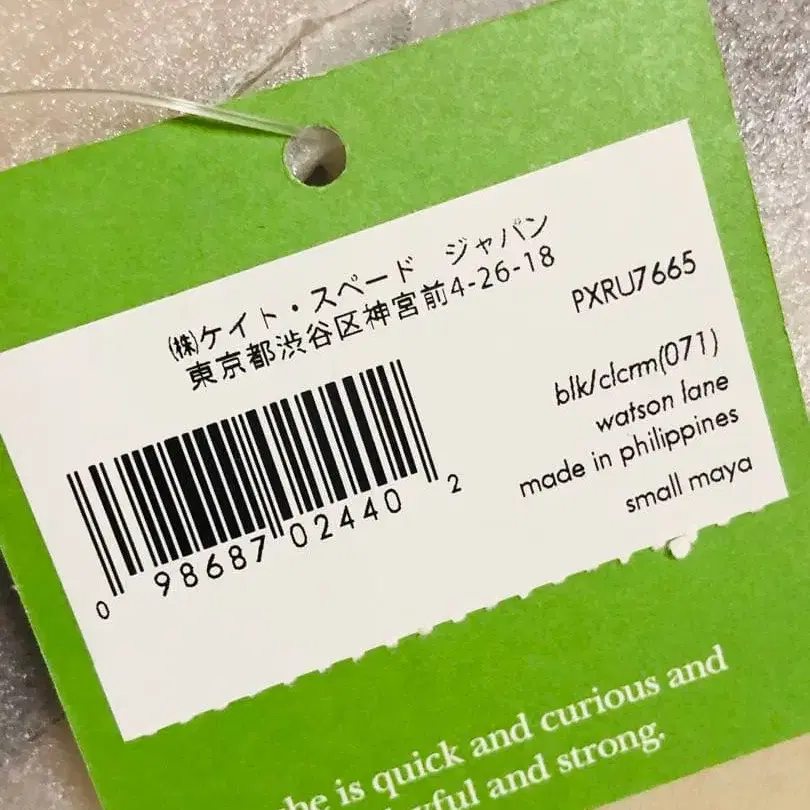 ㈱ケイト・スペード ジャパン
東京都渋谷区神宮前4-26-18
PXRU7665
blk/clcrm(071)
watson lane
made in philippines
small maya
0 98687 02440 2
he is quick and curious and
yful and strong.